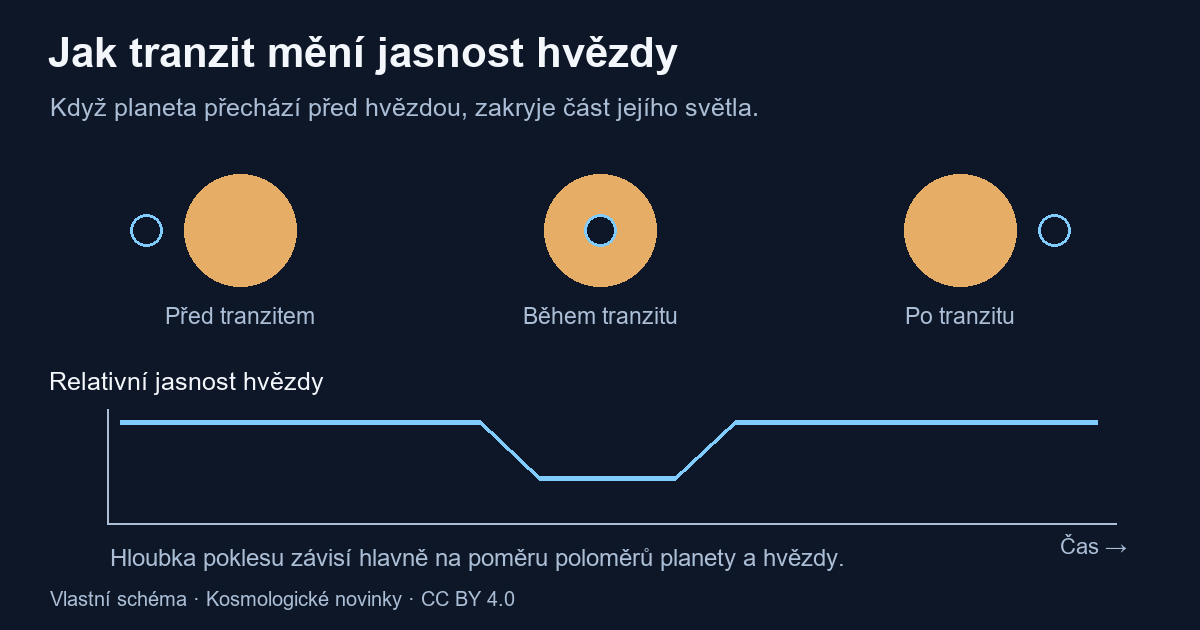 Jak tranzit mění jasnost hvězdy
Když planeta přechází před hvězdou, zakryje část jejího světla.
Před tranzitem
Během tranzitu
Po tranzitu
Relativní jasnost hvězdy
Čas →
Hloubka poklesu závisí hlavně na poměru poloměrů planety a hvězdy.
Vlastní schéma · Kosmologické novinky · CC BY 4.0